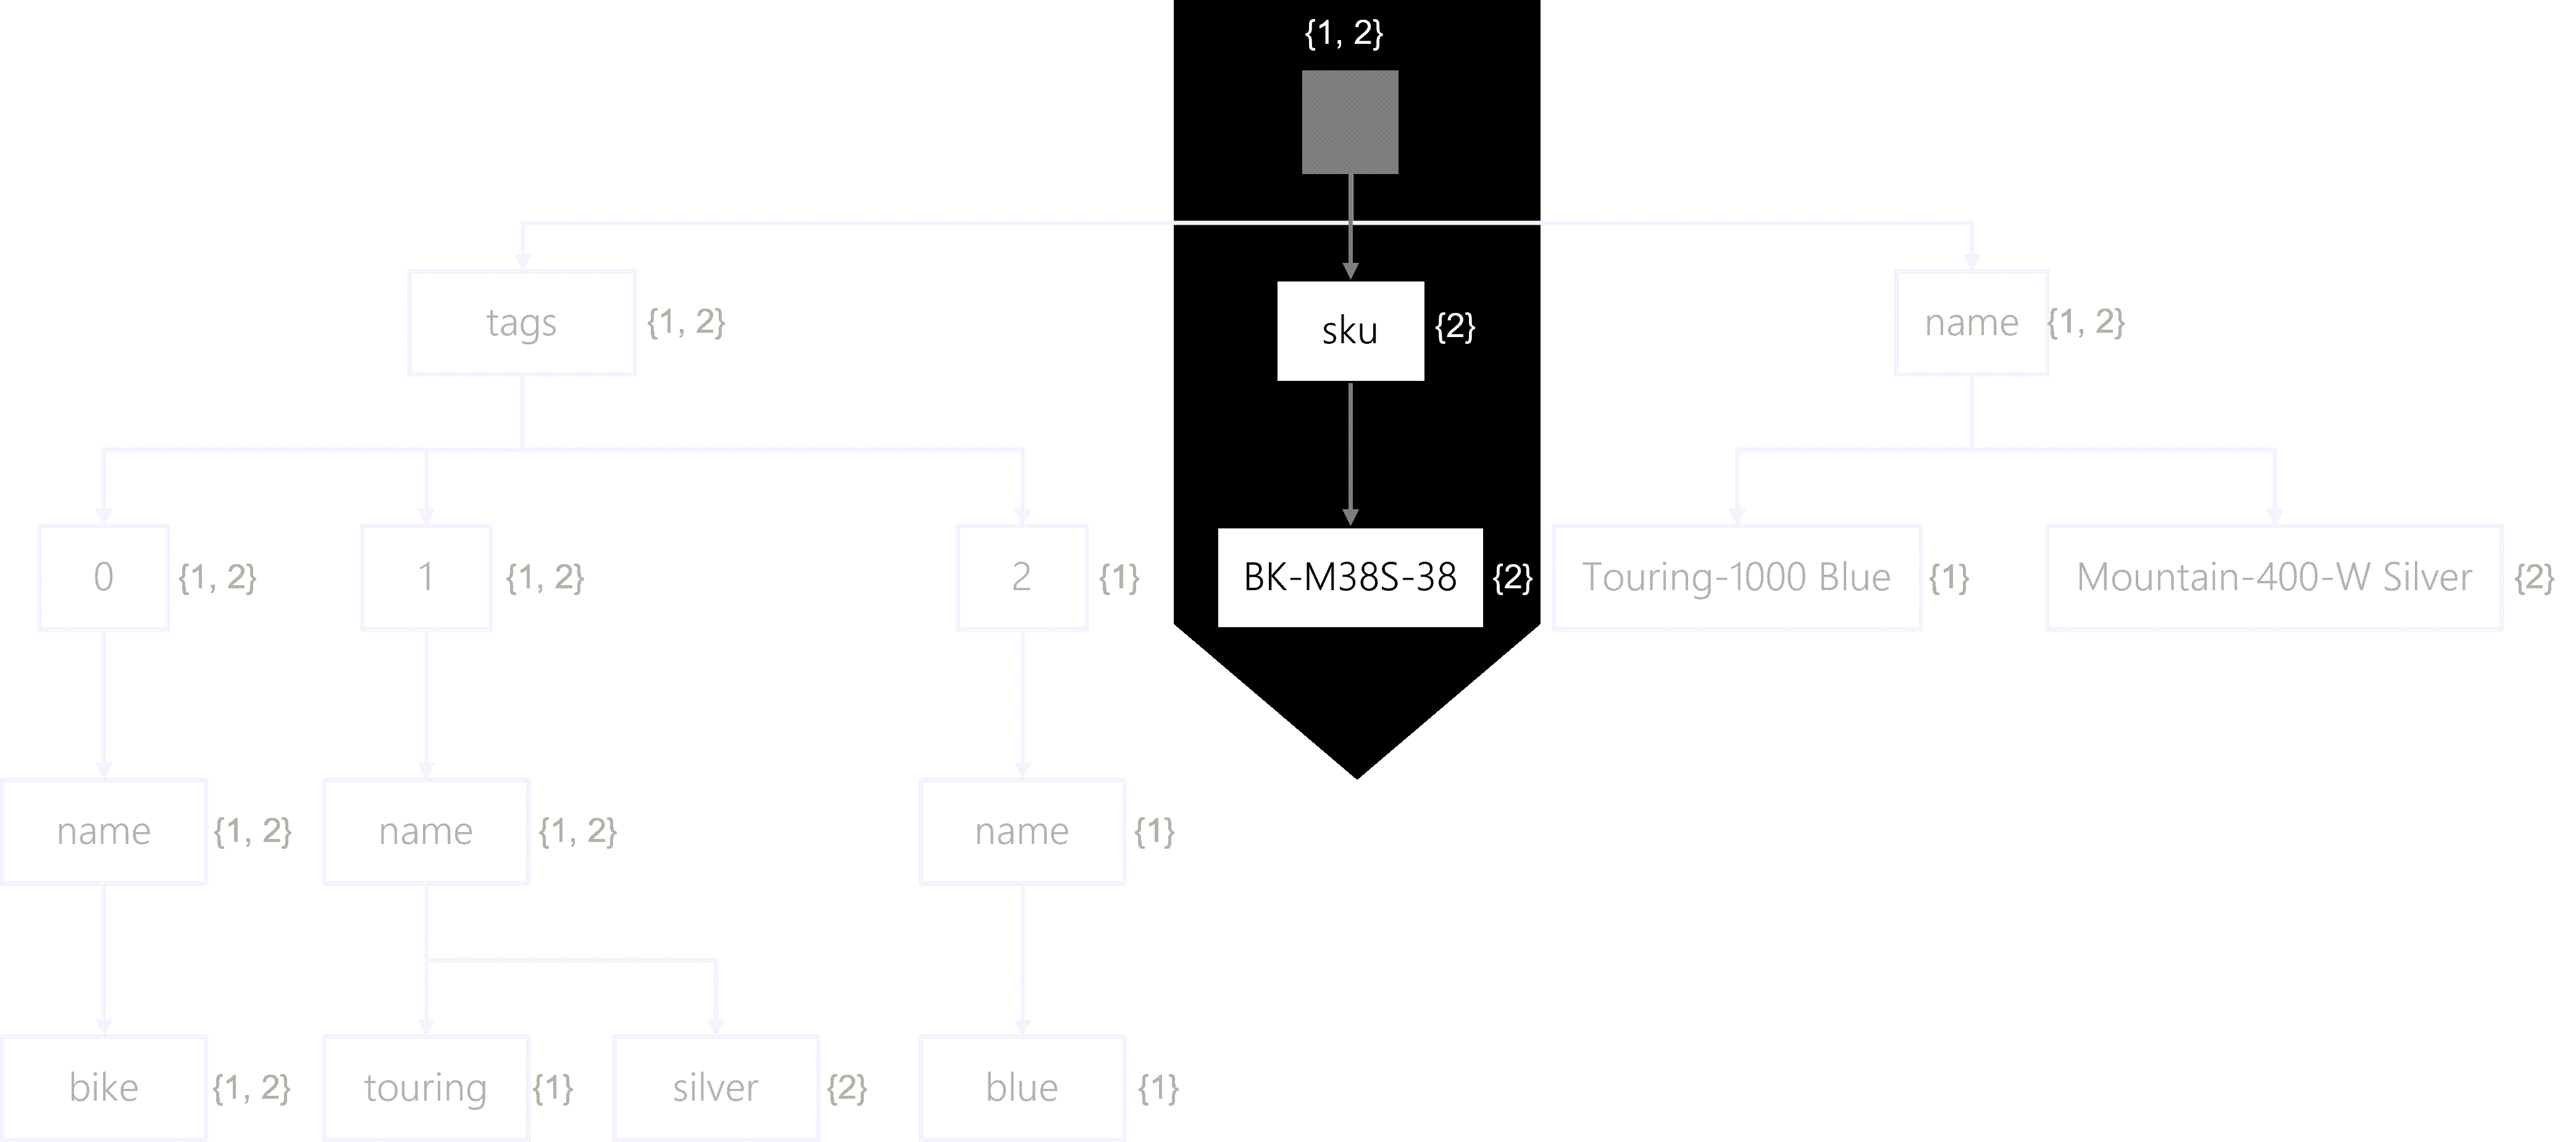 {1, 2}
tags {1, 2}
sku {2}
name {1, 2}
0 {1, 2}
1 {1, 2}
2 {1}
BK-M38S-38 {2}
Touring-1000 Blue {1}
Mountain-400-W Silver {2}
name {1, 2}
name {1, 2}
name {1}
bike {1, 2}
touring {1}
silver {2}
blue {1}